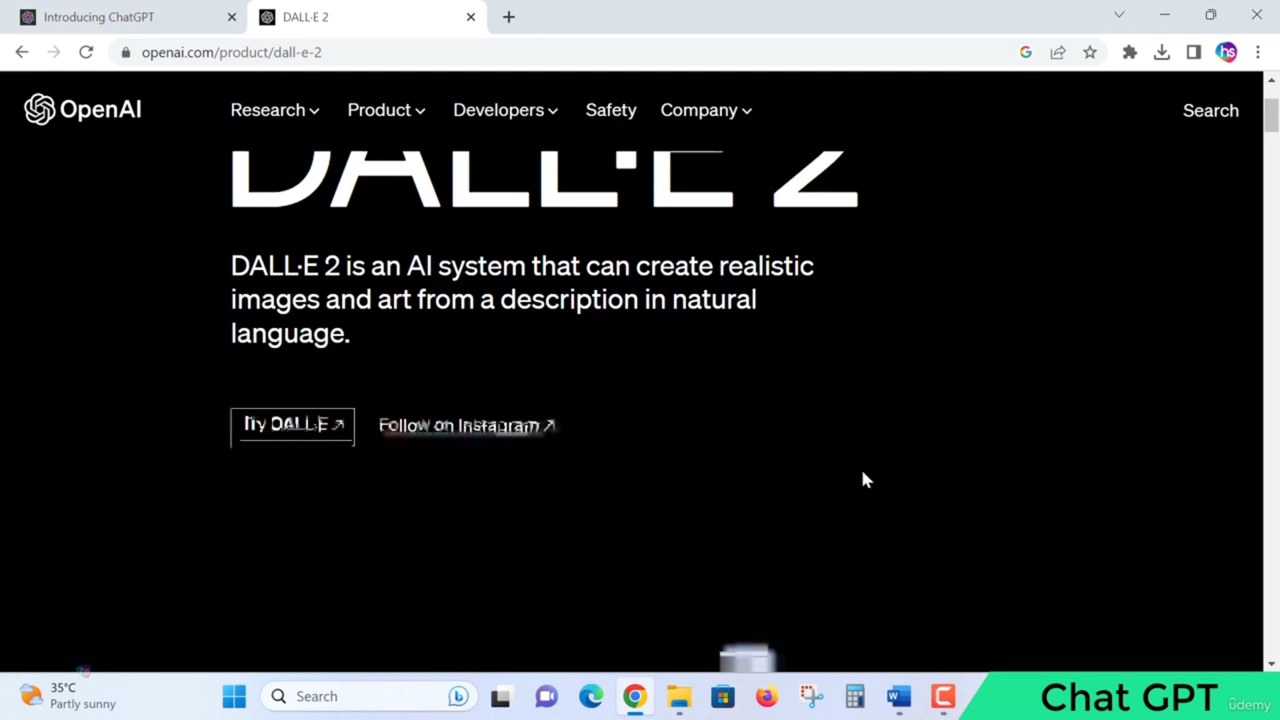 Introducing ChatGPT
DALL·E 2
openai.com/product/dall-e-2
OpenAI
Research
Product
Developers
Safety
Company
Search
DALL·E 2
DALL·E 2 is an AI system that can create realistic
images and art from a description in natural
language.
Try DALL·E ↗
Follow on Instagram ↗
35°C
Partly sunny
Search
Chat GPT
ûdemy